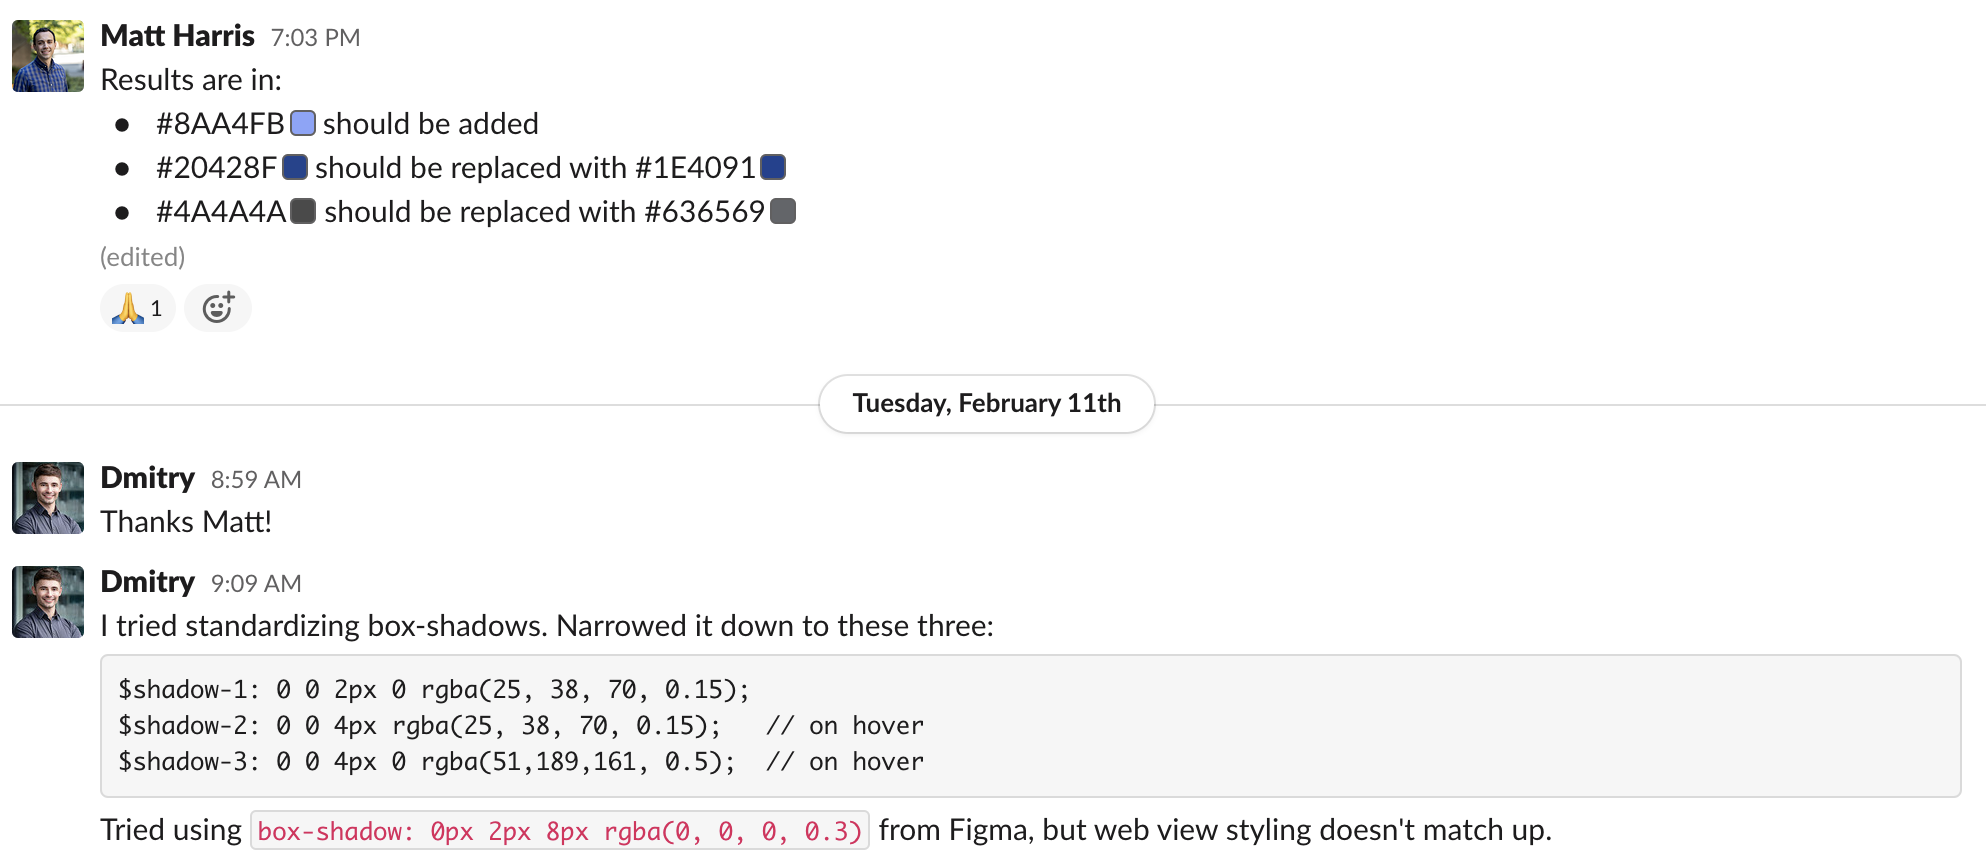 Matt Harris 7:03 PM
Results are in:
● #8AA4FB should be added
● #20428F should be replaced with #1E4091
● #4A4A4A should be replaced with #636569
(edited)
1
Tuesday, February 11th
Dmitry 8:59 AM
Thanks Matt!
Dmitry 9:09 AM
I tried standardizing box-shadows. Narrowed it down to these three:
$shadow-1: 0 0 2px 0 rgba(25, 38, 70, 0.15);
$shadow-2: 0 0 4px rgba(25, 38, 70, 0.15);   // on hover
$shadow-3: 0 0 4px 0 rgba(51,189,161, 0.5);  // on hover
Tried using box-shadow: 0px 2px 8px rgba(0, 0, 0, 0.3) from Figma, but web view styling doesn't match up.